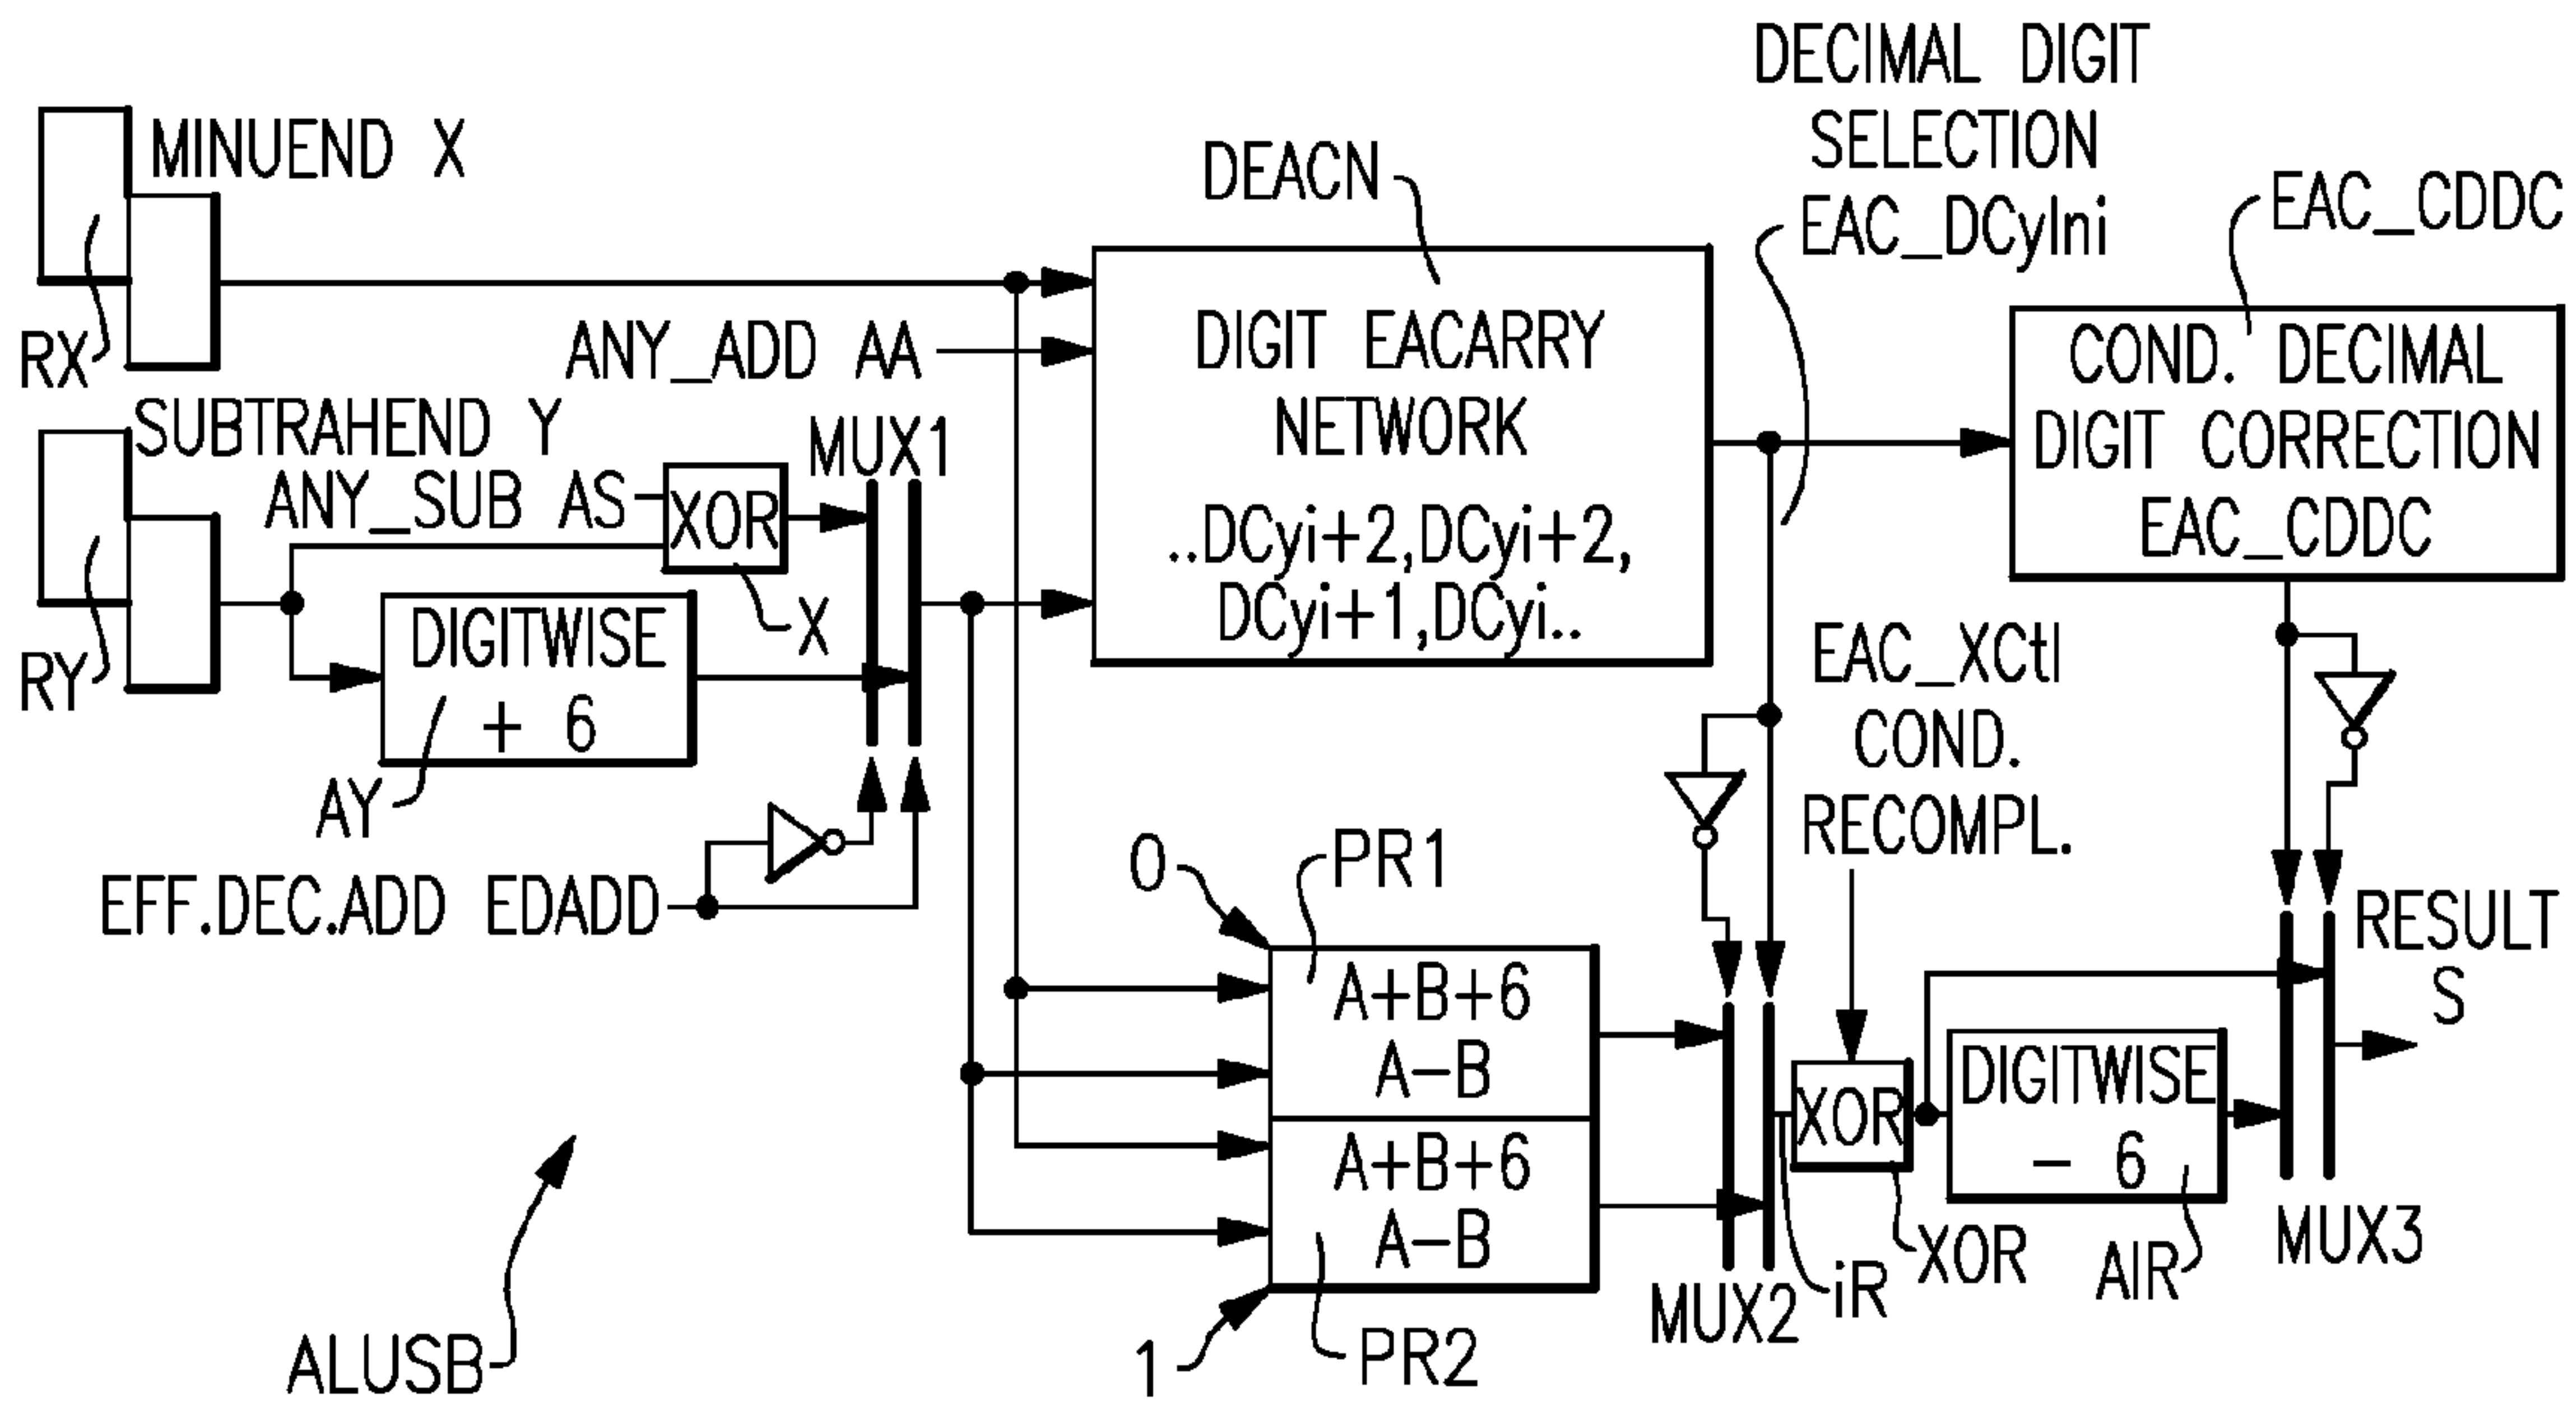 DECIMAL DIGIT
SELECTION
EAC_DCyIni
MINUEND X
DEACN
EAC_CDDC
RX
ANY_ADD AA
DIGIT EACARRY
NETWORK
..DCyi+2,DCyi+2,
DCyi+1,DCyi..
COND. DECIMAL
DIGIT CORRECTION
EAC_CDDC
SUBTRAHEND Y
ANY_SUB AS
XOR
MUX1
X
RY
DIGITWISE
+ 6
AY
EFF.DEC.ADD EDADD
EAC_XCtl
COND.
RECOMPL.
0
PR1
A+B+6
A-B
A+B+6
A-B
1
PR2
MUX2
iR
XOR
XOR
DIGITWISE
- 6
AIR
MUX3
RESULT
S
ALUSB